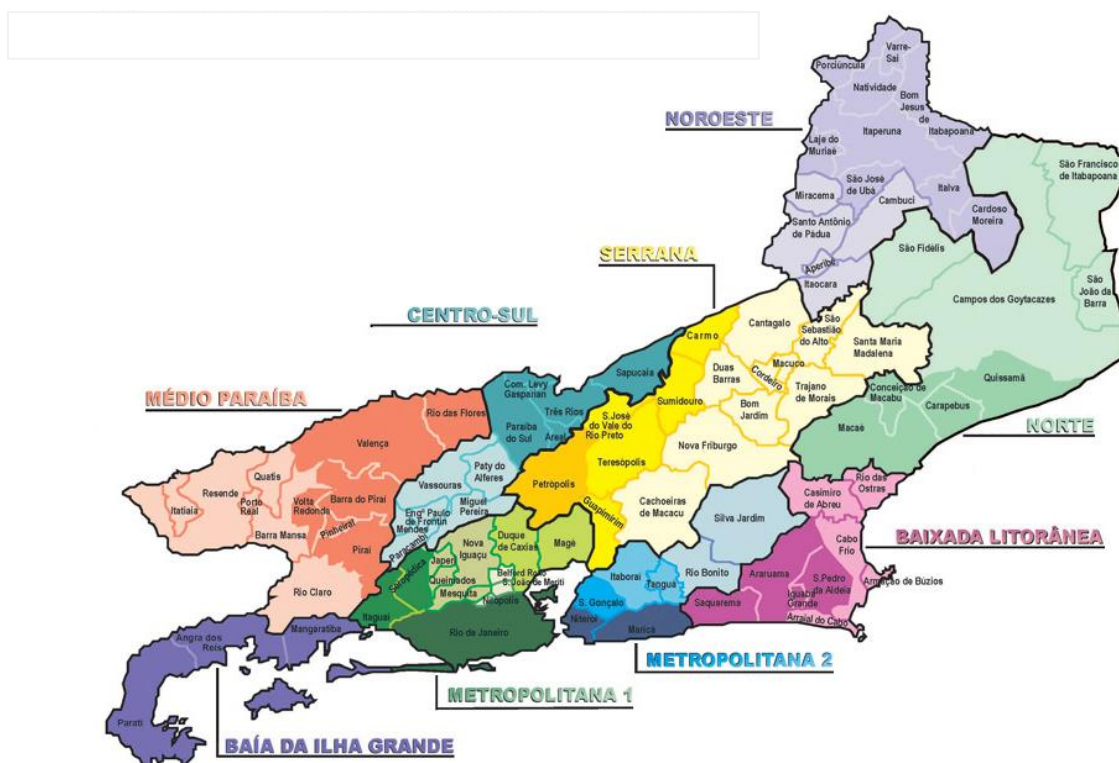 NOROESTE
Porciúncula
Varre-
Sai
Natividade
Bom
Jesus de
Itabapoana
Itaperuna
Laje do
Muriaé
São José
de Ubá
Italva
Miracema
Cambuci
Cardoso
Moreira
Santo Antônio
de Pádua
Aperibé
Itaocara
São Francisco
de Itabapoana
São Fidélis
Campos dos Goytacazes
São
João da
Barra
Quissamã
Conceição de
Macabu
Carapebus
Macaé
NORTE
SERRANA
Carmo
Cantagalo
São
Sebastião
do Alto
Santa Maria
Madalena
Macuco
Cordeiro
Duas
Barras
Trajano
de Morais
Sumidouro
Bom
Jardim
S.José
do Vale do
Rio Preto
Nova Friburgo
Teresópolis
Petrópolis
Guapimirim
Cachoeiras
de Macacu
CENTRO-SUL
Sapucaia
Com. Levy
Gasparian
Três Rios
Paraíba
do Sul
Areal
Paty do
Alferes
Vassouras
Miguel
Pereira
Engº Paulo
de Frontin
Mendes
Paracambi
MÉDIO PARAÍBA
Rio das Flores
Valença
Quatis
Resende
Itatiaia
Porto
Real
Volta
Redonda
Barra do Piraí
Pinheiral
Barra Mansa
Piraí
Rio Claro
Silva Jardim
Rio Bonito
Rio das
Ostras
Casimiro
de Abreu
Cabo
Frio
BAIXADA LITORÂNEA
Araruama
S.Pedro
da Aldeia
Armação de Búzios
Iguaba
Grande
Saquarema
Arraial do Cabo
Nova
Iguaçu
Duque
de Caxias
Magé
Japeri
Queimados
Belford Roxo
S. João de Meriti
Mesquita
Seropédica
Itaguaí
Rio de Janeiro
Itaboraí
Tanguá
S. Gonçalo
Niterói
Maricá
METROPOLITANA 2
METROPOLITANA 1
Mangaratiba
Angra dos
Reis
Parati
BAÍA DA ILHA GRANDE